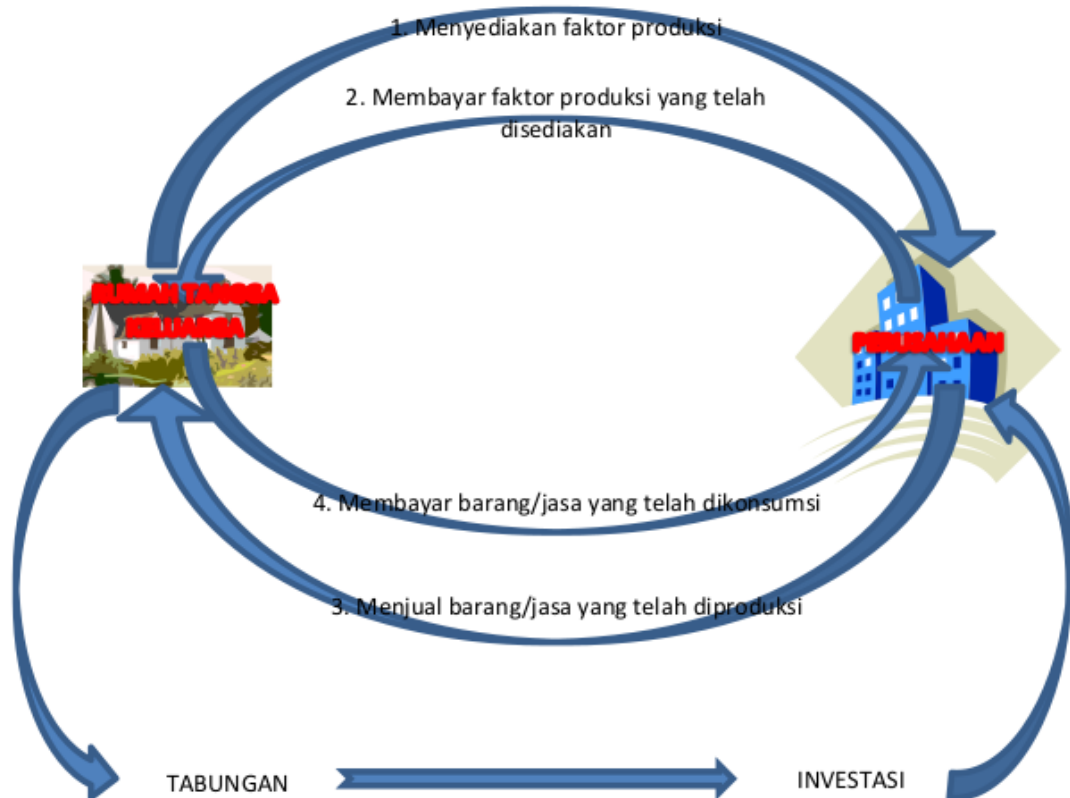 1. Menyediakan faktor produksi
2. Membayar faktor produksi yang telah
disediakan
RUMAH TANGGA
KELUARGA
PERUSAHAAN
4. Membayar barang/jasa yang telah dikonsumsi
3. Menjual barang/jasa yang telah diproduksi
TABUNGAN
INVESTASI